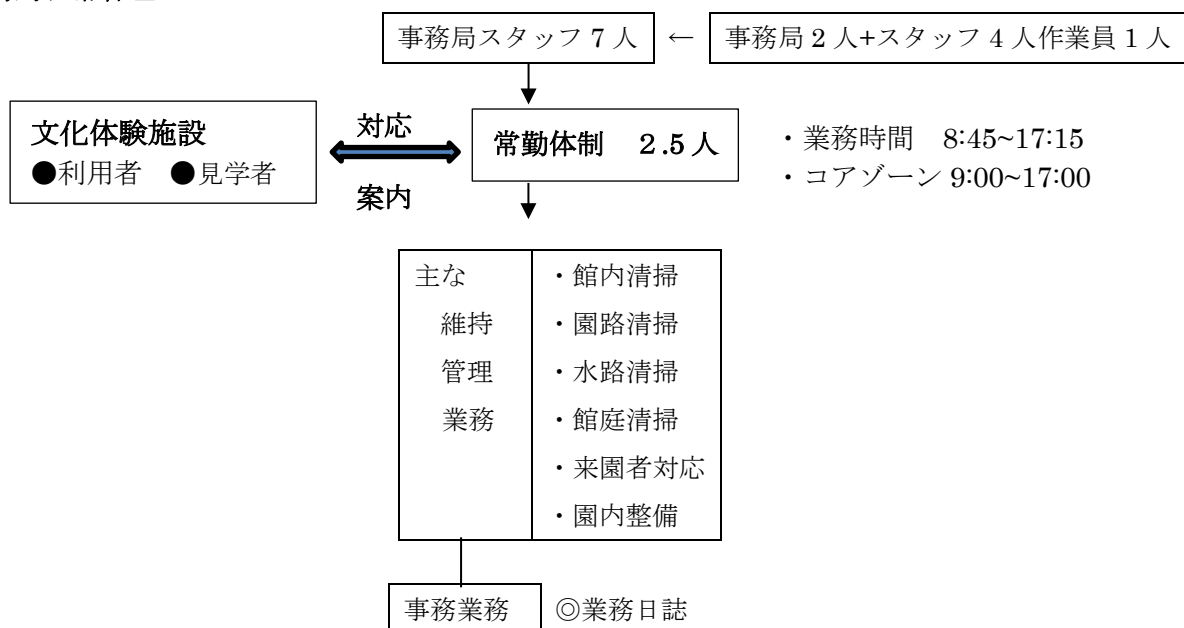 事務局スタッフ 7 人 ← 事務局 2 人+スタッフ 4 人作業員 1 人
文化体験施設
●利用者 ●見学者
対応
案内
常勤体制 2.5 人
・業務時間 8:45~17:15
・コアゾーン 9:00~17:00
主な
維持
管理
業務
・館内清掃
・園路清掃
・水路清掃
・館庭清掃
・来園者対応
・園内整備
事務業務 ◎業務日誌